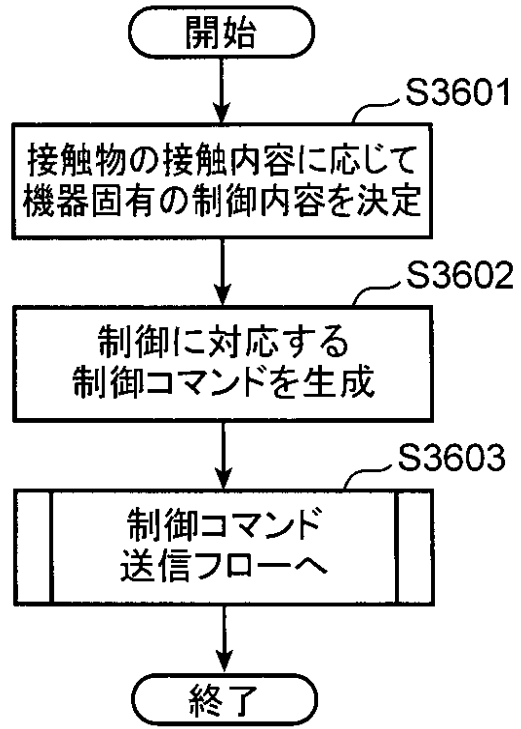 開始
S3601
接触物の接触内容に応じて
機器固有の制御内容を決定
S3602
制御に対応する
制御コマンドを生成
S3603
制御コマンド
送信フローへ
終了